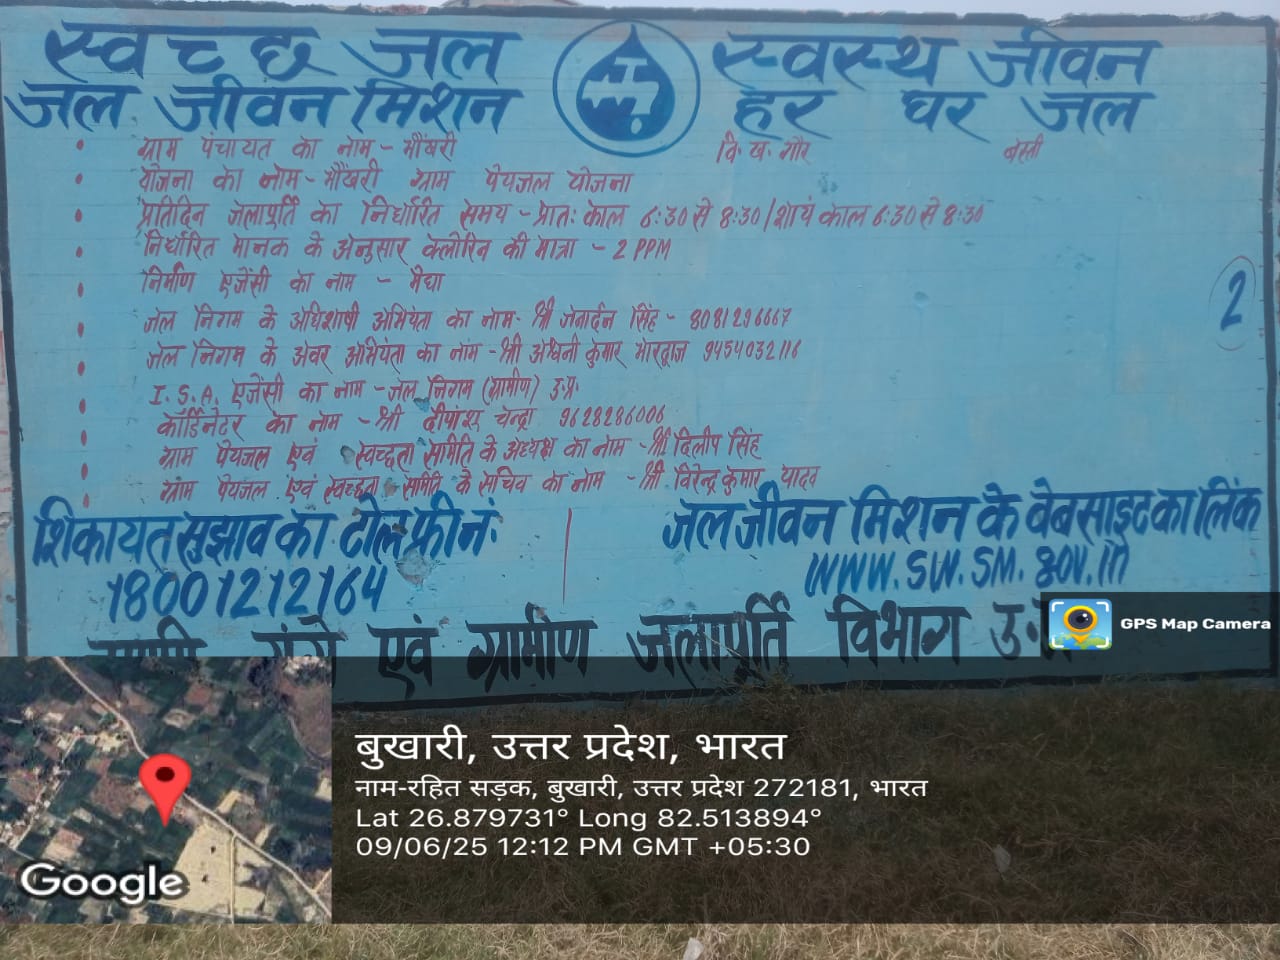 स्वच्छ जल स्वस्थ जीवन
जल जीवन मिशन हर घर जल
ग्राम पंचायत का नाम - भौंखरी वि. ख. गौर बस्ती
योजना का नाम - भौंखरी ग्राम पेयजल योजना
प्रतिदिन जलापूर्ति का निर्धारित समय - प्रातः काल 6:30 से 8:30 / शायं काल 6:30 से 8:30
निर्धारित मानक के अनुसार क्लोरिन की मात्रा - 2 PPM
निर्माण एजेंसी का नाम - मेघा
2
जल निगम के अधिशाषी अभियंता का नाम - श्री जनार्दन सिंह - 8081296667
जल निगम के अवर अभियंता का नाम - श्री अश्वनी कुमार भारद्वाज 9454032116
I. S. A. एजेंसी का नाम - जल निगम (ग्रामीण) उ.प्र.
कॉर्डिनेटर का नाम - श्री दीपांश चन्द्रा 9628286006
ग्राम पेयजल एवं स्वच्छता समिति के अध्यक्ष का नाम - श्री दिलीप सिंह
ग्राम पेयजल एवं स्वच्छता समिति के सचिव का नाम - श्री विरेन्द्र कुमार यादव
शिकायत सुझाव का टोल फ्री नं.
18001212164
जल जीवन मिशन के वेबसाइट का लिंक
WWW.SW.SM.gov.in
एवं ग्रामीण जलापूर्ति विभाग
GPS Map Camera
बुखारी, उत्तर प्रदेश, भारत
नाम-रहित सड़क, बुखारी, उत्तर प्रदेश 272181, भारत
Lat 26.879731° Long 82.513894°
09/06/25 12:12 PM GMT +05:30
Google